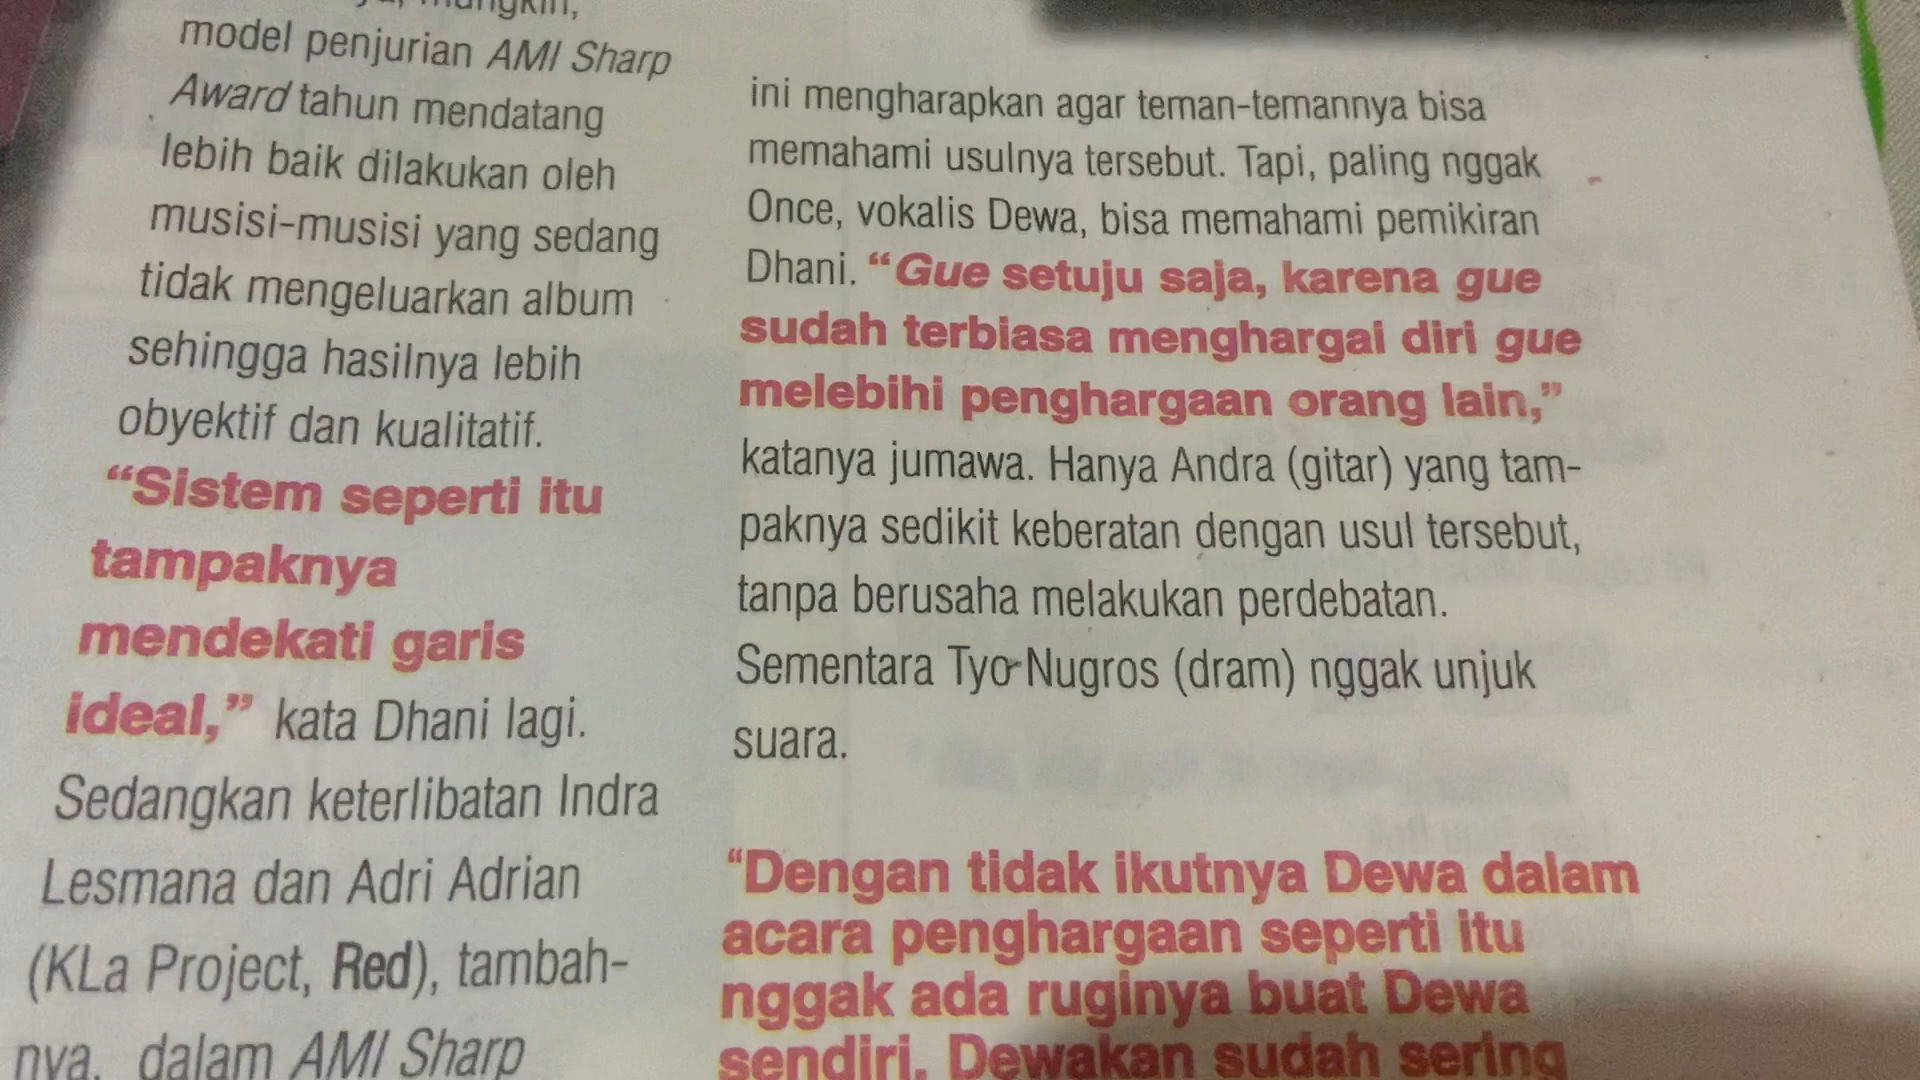 mungkin,
model penjurian AMI Sharp
Award tahun mendatang
lebih baik dilakukan oleh
musisi-musisi yang sedang
tidak mengeluarkan album
sehingga hasilnya lebih
obyektif dan kualitatif.
“Sistem seperti itu
tampaknya
mendekati garis
ideal,” kata Dhani lagi.
Sedangkan keterlibatan Indra
Lesmana dan Adri Adrian
(KLa Project, Red), tambah-
nya, dalam AMI Sharp
ini mengharapkan agar teman-temannya bisa
memahami usulnya tersebut. Tapi, paling nggak
Once, vokalis Dewa, bisa memahami pemikiran
Dhani. “Gue setuju saja, karena gue
sudah terbiasa menghargai diri gue
melebihi penghargaan orang lain,”
katanya jumawa. Hanya Andra (gitar) yang tam-
paknya sedikit keberatan dengan usul tersebut,
tanpa berusaha melakukan perdebatan.
Sementara Tyo Nugros (dram) nggak unjuk
suara.
“Dengan tidak ikutnya Dewa dalam
acara penghargaan seperti itu
nggak ada ruginya buat Dewa
sendiri. Dewakan sudah sering